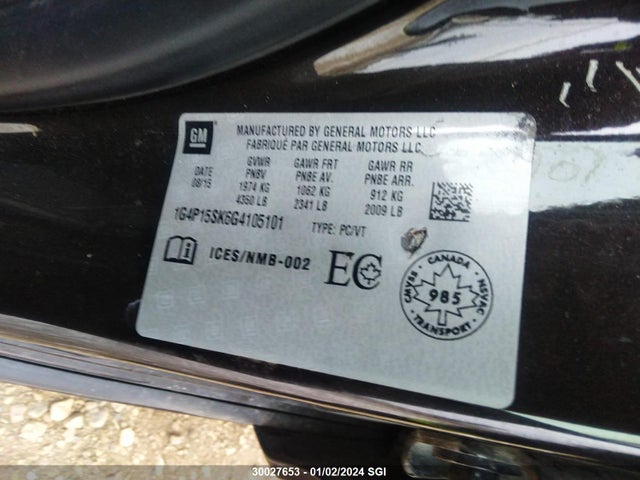 GM
MANUFACTURED BY GENERAL MOTORS LLC
FABRIQUÉ PAR GENERAL MOTORS LLC
DATE
08/15
GVWR
PNBV
1974 KG
4350 LB
GAWR FRT
PNBE AV.
1062 KG
2341 LB
GAWR RR
PNBE ARR.
912 KG
2009 LB
1G4P15SK6G4105101
TYPE: PC/VT
ICES/NMB-002
EC
CANADA
CMVSS
NSVAC
985
TRANSPORT
30027653 - 01/02/2024 SGI